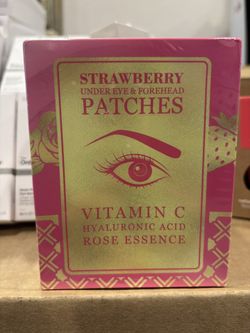 STRAWBERRY
UNDER EYE & FOREHEAD
PATCHES
VITAMIN C
HYALURONIC ACID
ROSE ESSENCE